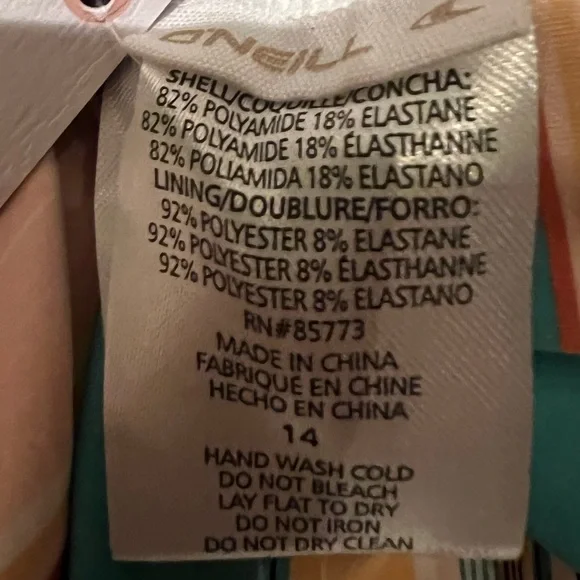 O'NEILL
SHELL/COQUILLE/CONCHA:
82% POLYAMIDE 18% ELASTANE
82% POLYAMIDE 18% ÉLASTHANNE
82% POLIAMIDA 18% ELASTANO
LINING/DOUBLURE/FORRO:
92% POLYESTER 8% ELASTANE
92% POLYESTER 8% ÉLASTHANNE
92% POLYESTER 8% ELASTANO
RN#85773
MADE IN CHINA
FABRIQUE EN CHINE
HECHO EN CHINA
14
HAND WASH COLD
DO NOT BLEACH
LAY FLAT TO DRY
DO NOT IRON
DO NOT DRY CLEAN